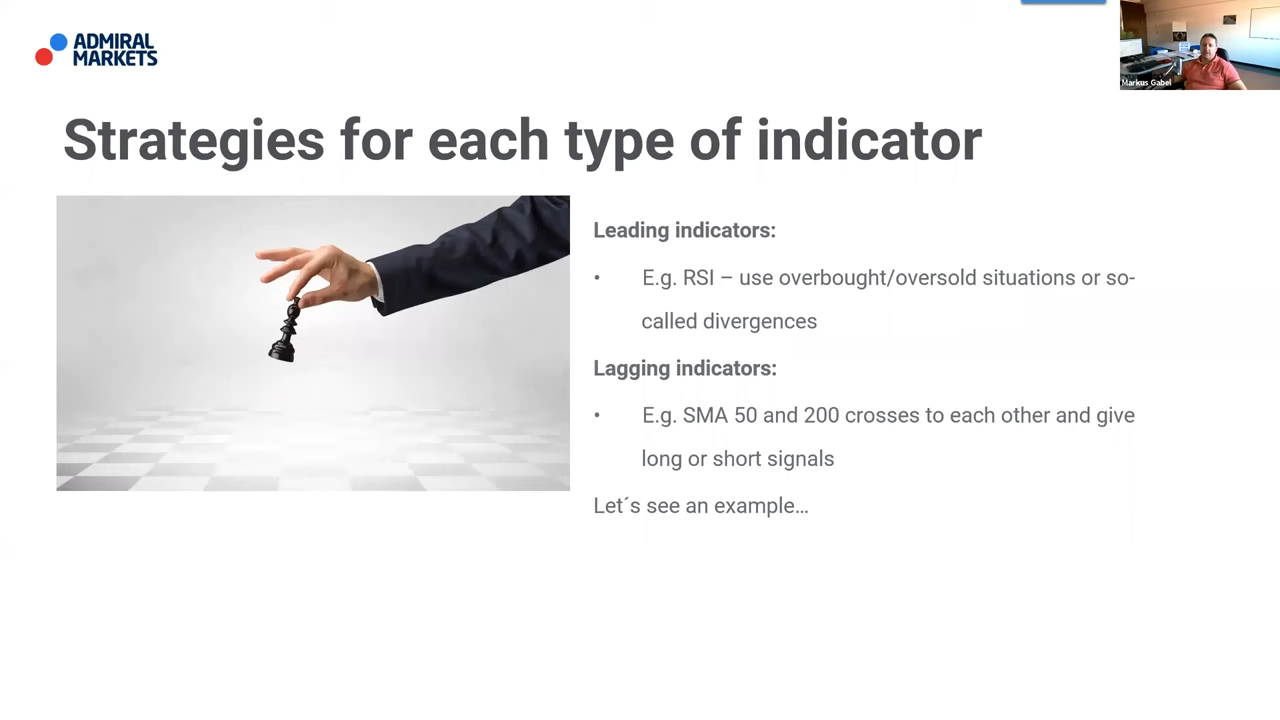 ADMIRAL
MARKETS
Markus Gabel
Strategies for each type of indicator
Leading indicators:
• E.g. RSI – use overbought/oversold situations or so-
called divergences
Lagging indicators:
• E.g. SMA 50 and 200 crosses to each other and give
long or short signals
Let´s see an example…